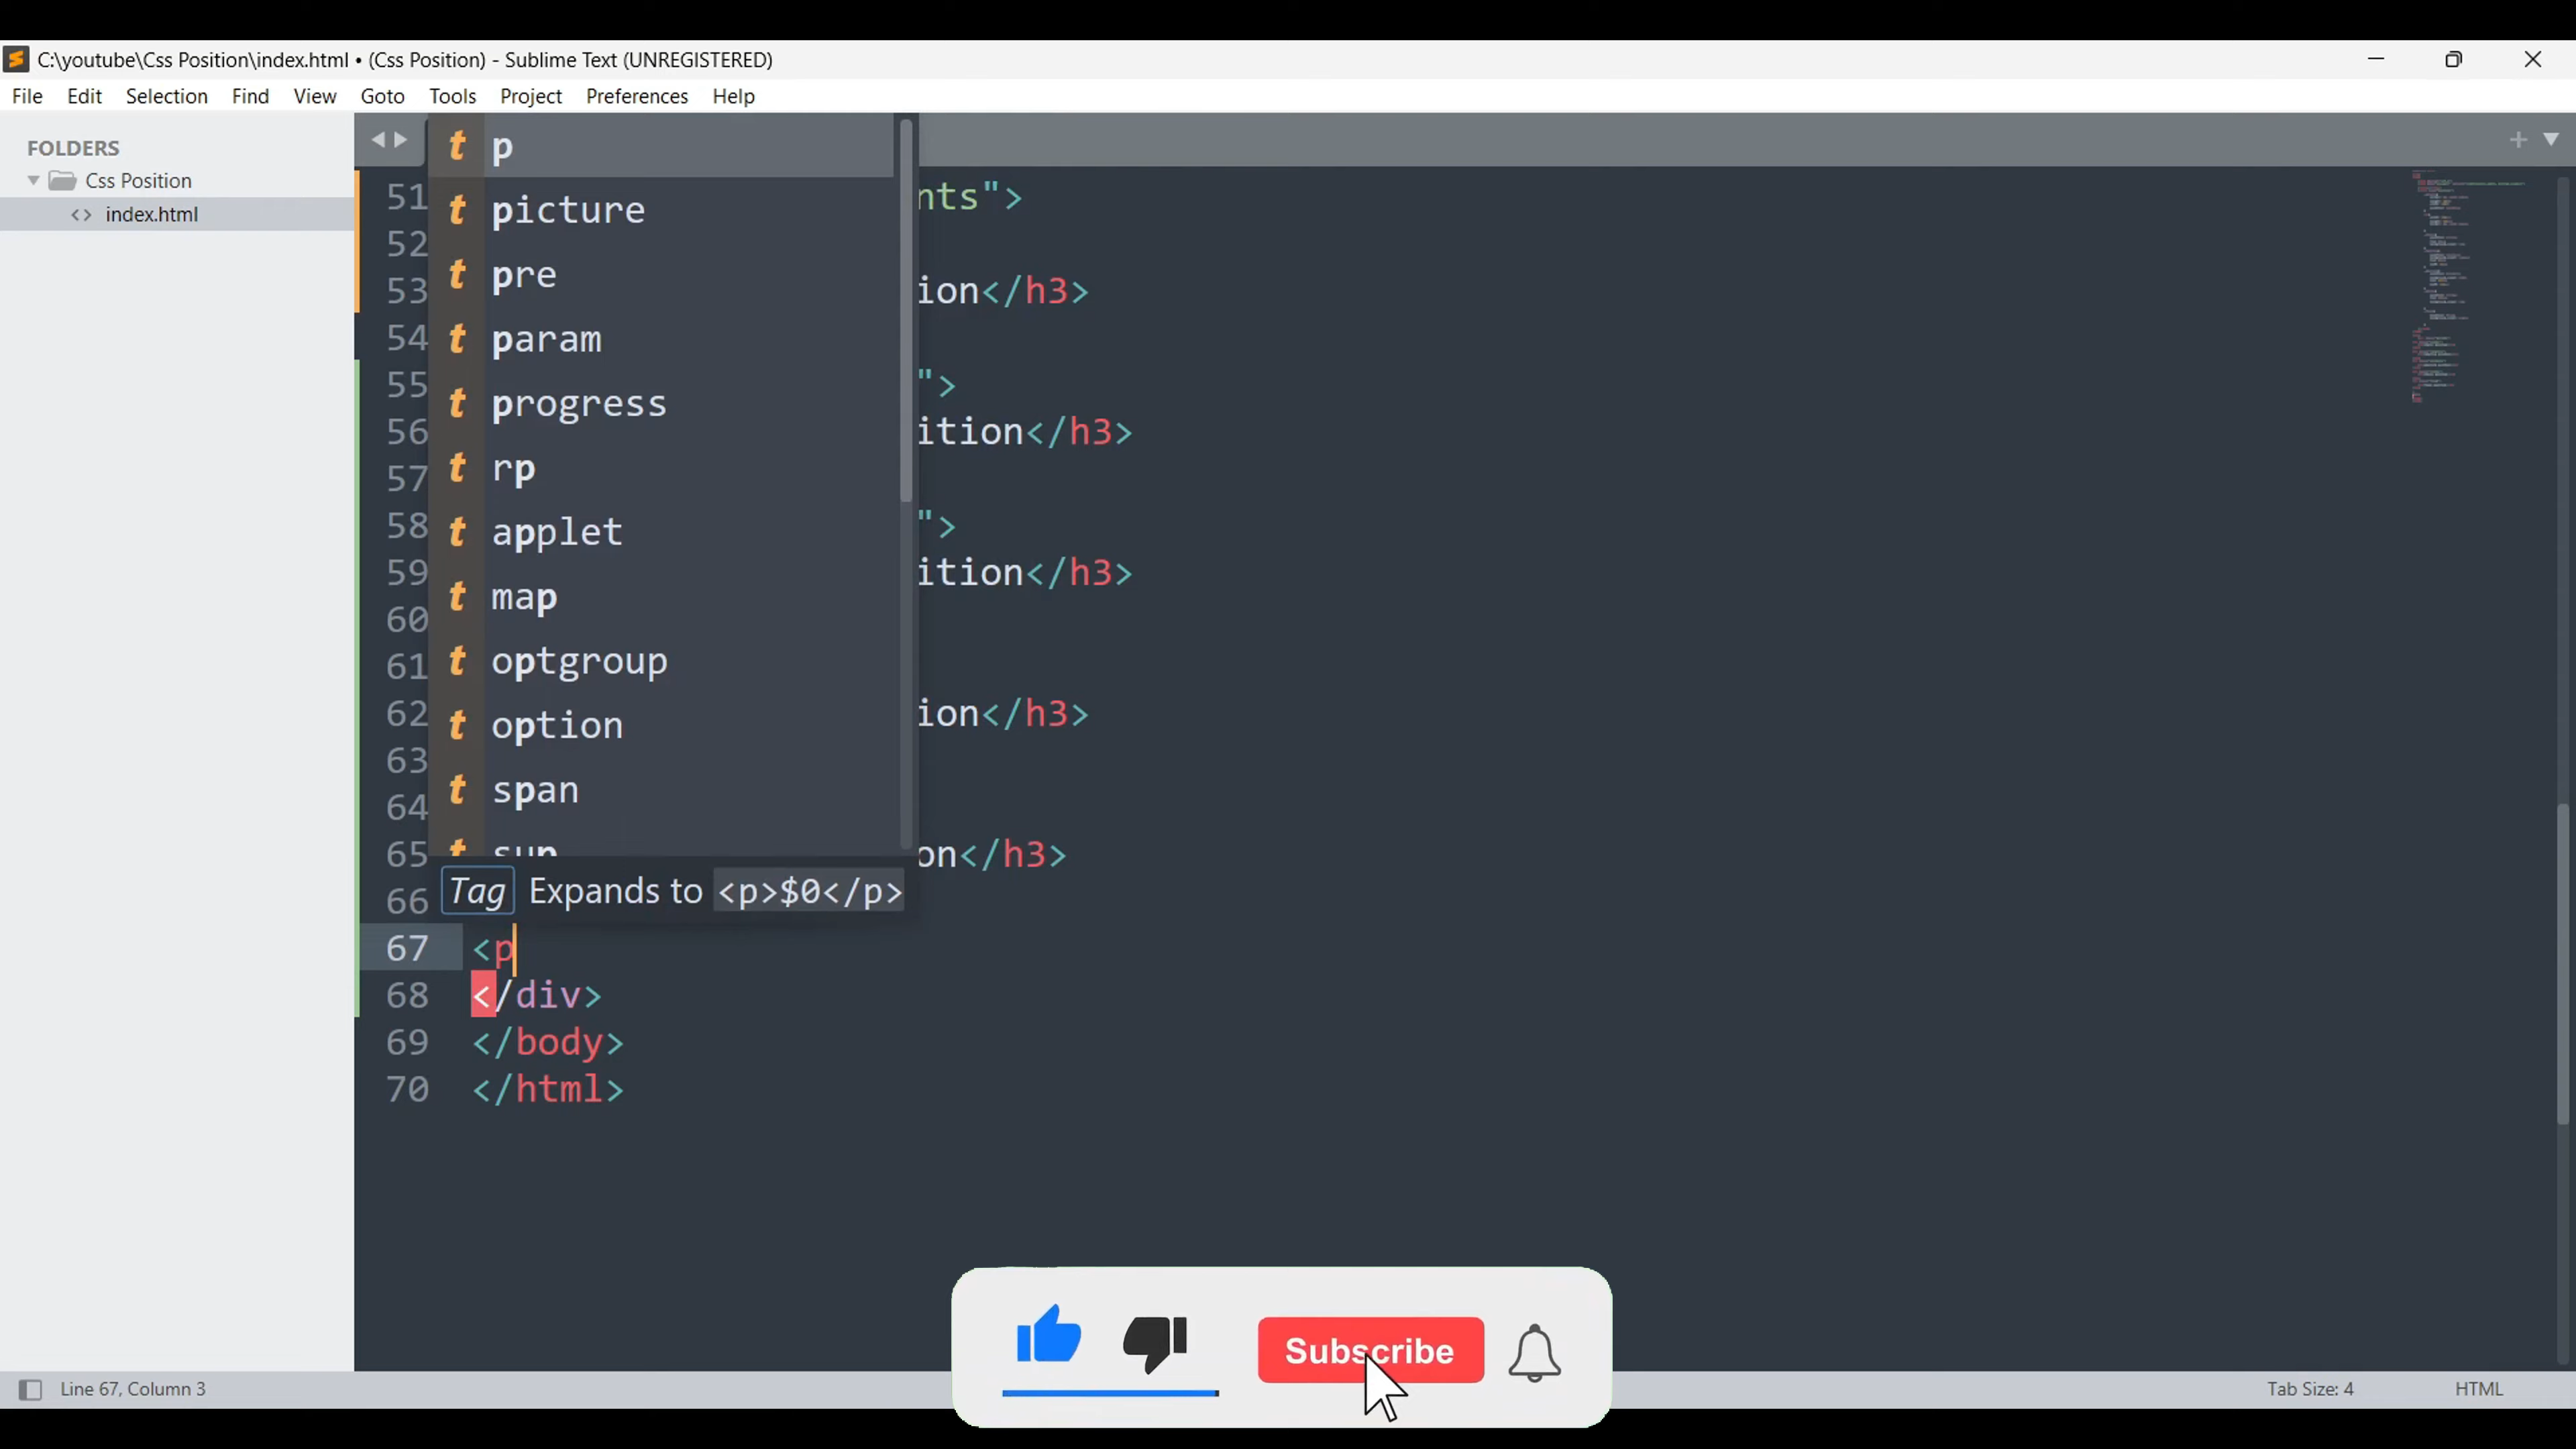 C:\youtube\Css Position\index.html • (Css Position) - Sublime Text (UNREGISTERED)
File Edit Selection Find View Goto Tools Project Preferences Help
FOLDERS
Css Position
<> index.html
t p
t picture
t pre
t param
t progress
t rp
t applet
t map
t optgroup
t option
t span
t sup
Tag Expands to <p>$0</p>
51 nts">
52
53 ion</h3>
54
55 ">
56 ition</h3>
57
58 ">
59 ition</h3>
60
61
62 ion</h3>
63
64
65 on</h3>
66
67 <p
68 </div>
69 </body>
70 </html>
Subscribe
Line 67, Column 3
Tab Size: 4
HTML